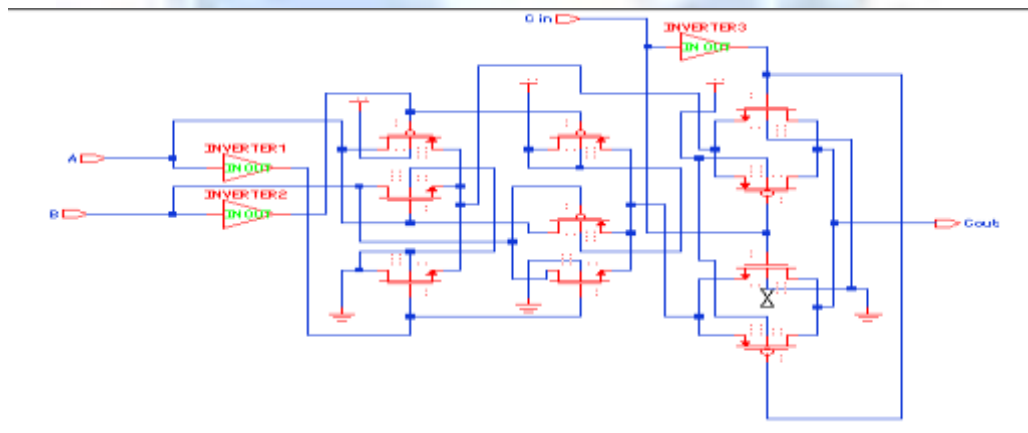 C in
INVERTER3
IN OUT
A
INVERTER1
IN OUT
INVERTER2
B
IN OUT
Cout